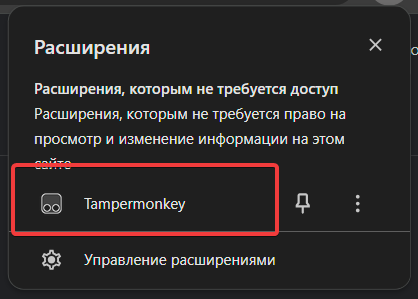 Расширения
Расширения, которым не требуется доступ
Расширения, которым не требуется право на
просмотр и изменение информации на этом
сайте
Tampermonkey
Управление расширениями